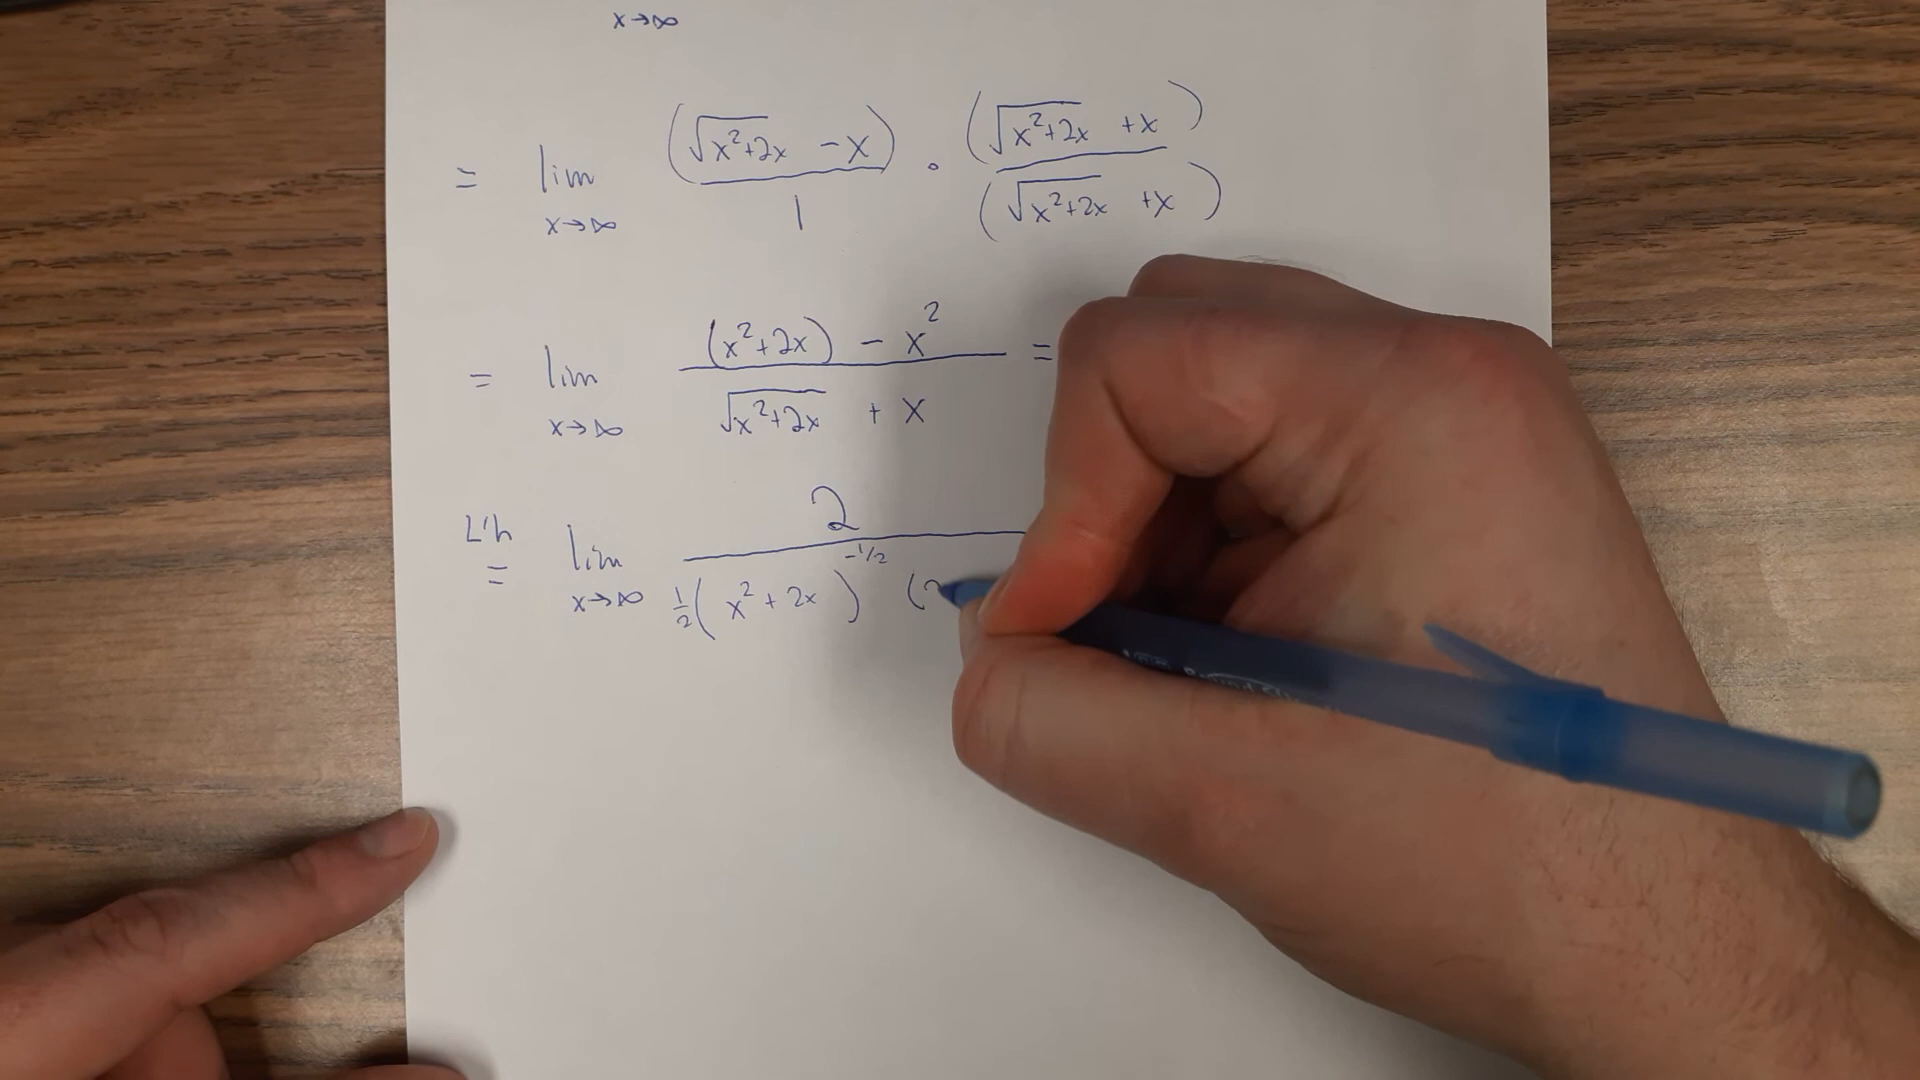 x→∞
= lim x→∞ (√x²+2x - x)/1 · (√x²+2x +x)/(√x²+2x +x)
= lim x→∞ ((x²+2x) - x²)/(√x²+2x + x) =
L'h = lim x→∞ 2/(½(x²+2x)^-1/2 (